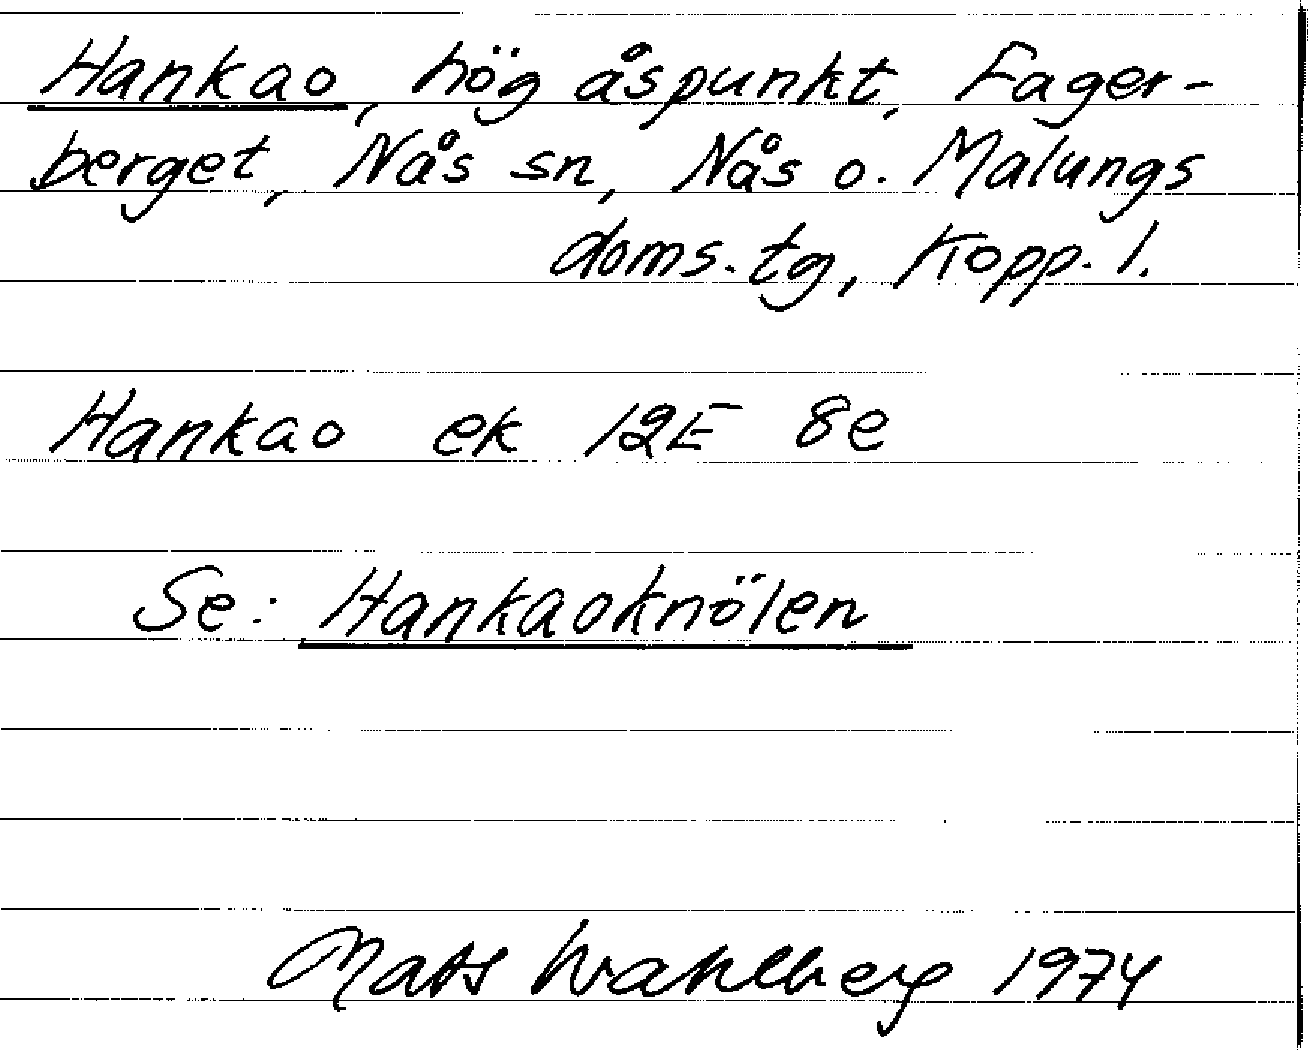 Hankao, hög åspunkt, Fager-
berget, Nås sn, Nås o. Malungs
doms. tg, Kopp. l.
Hankao ek 12E 8e
Se: Hankaoknölen
Mats Wahlberg 1974